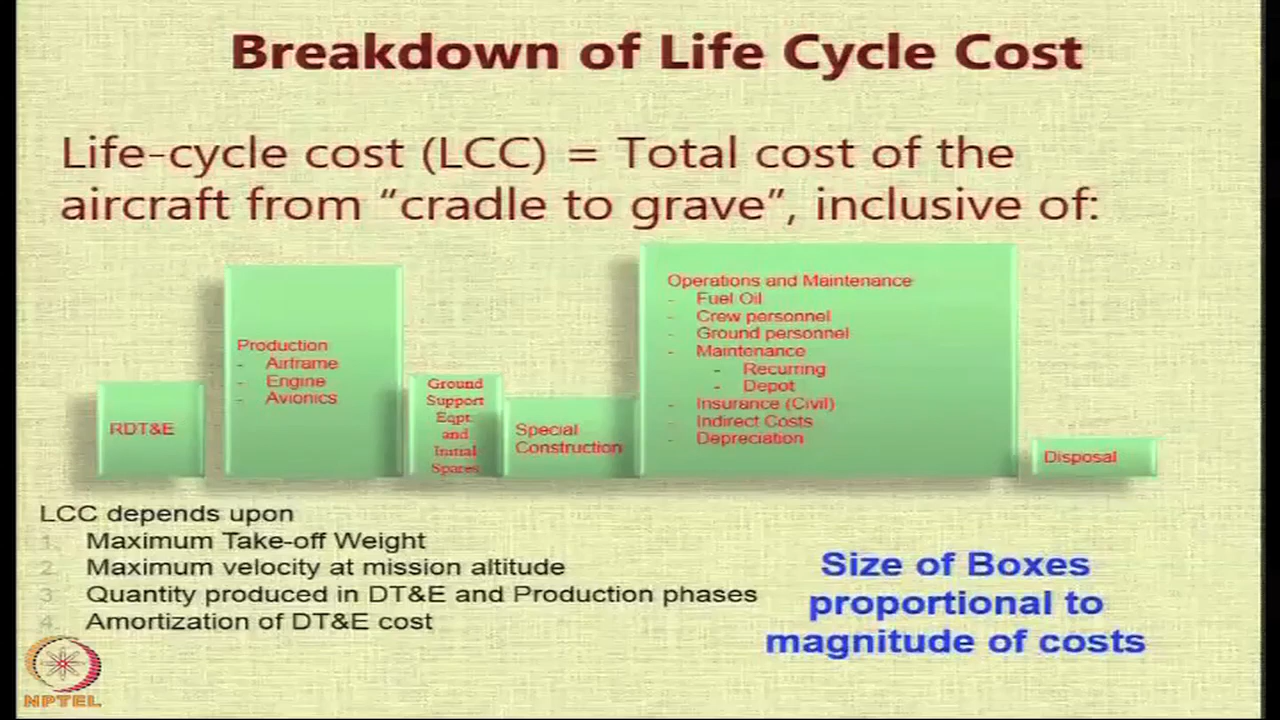 Breakdown of Life Cycle Cost
Life-cycle cost (LCC) = Total cost of the
aircraft from “cradle to grave”, inclusive of:
RDT&E
Production
- Airframe
- Engine
- Avionics
Ground
Support
Eqpt.
and
Initial
Spares
Special
Construction
Operations and Maintenance
- Fuel Oil
- Crew personnel
- Ground personnel
- Maintenance
- Recurring
- Depot
- Insurance (Civil)
- Indirect Costs
- Depreciation
Disposal
LCC depends upon
1. Maximum Take-off Weight
2. Maximum velocity at mission altitude
3. Quantity produced in DT&E and Production phases
4. Amortization of DT&E cost
Size of Boxes
proportional to
magnitude of costs
NPTEL